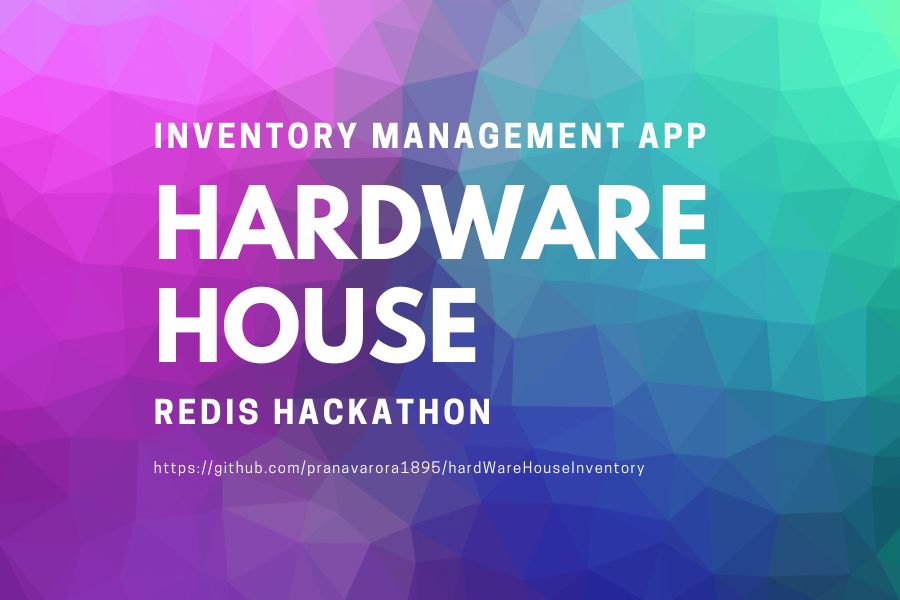 INVENTORY MANAGEMENT APP
HARDWARE
HOUSE
REDIS HACKATHON
https://github.com/pranavarora1895/hardWareHouseInventory